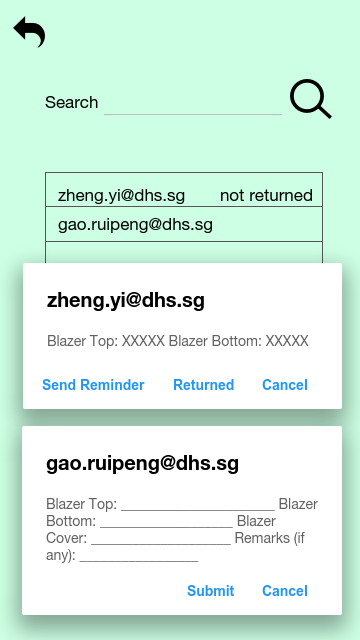 Search
zheng.yi@dhs.sg not returned
gao.ruipeng@dhs.sg
zheng.yi@dhs.sg
Blazer Top: XXXXX Blazer Bottom: XXXXX
Send Reminder Returned Cancel
gao.ruipeng@dhs.sg
Blazer Top: ____________________ Blazer
Bottom: _________________ Blazer
Cover: __________________ Remarks (if
any): _______________
Submit Cancel